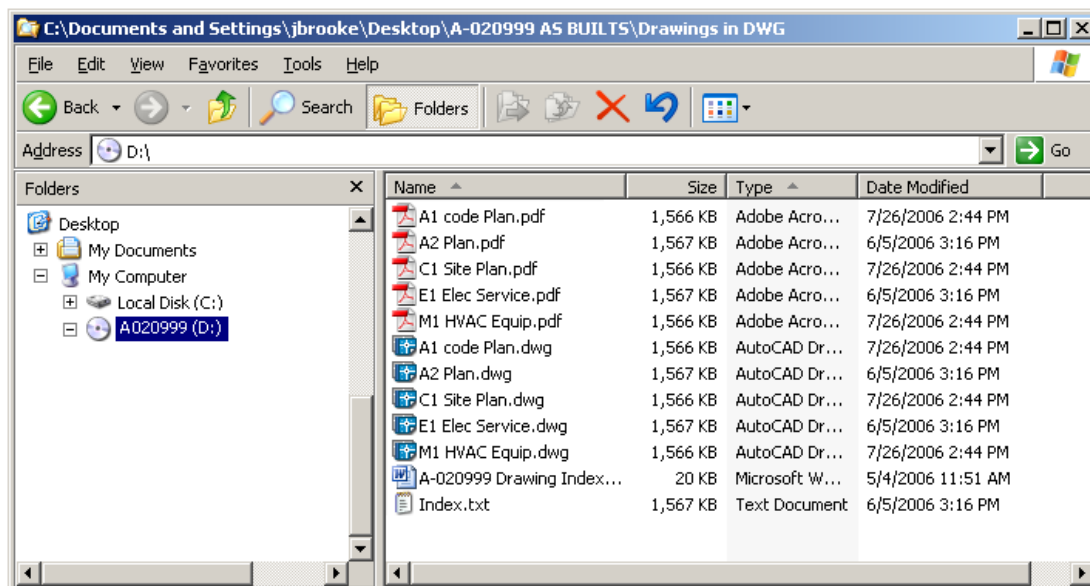 C:\Documents and Settings\jbrooke\Desktop\A-020999 AS BUILTS\Drawings in DWG
File Edit View Favorites Tools Help
Back Search Folders
Address D:\ Go
Folders
Desktop
My Documents
My Computer
Local Disk (C:)
A020999 (D:)
Name Size Type Date Modified
A1 code Plan.pdf 1,566 KB Adobe Acro... 7/26/2006 2:44 PM
A2 Plan.pdf 1,567 KB Adobe Acro... 6/5/2006 3:16 PM
C1 Site Plan.pdf 1,566 KB Adobe Acro... 7/26/2006 2:44 PM
E1 Elec Service.pdf 1,567 KB Adobe Acro... 6/5/2006 3:16 PM
M1 HVAC Equip.pdf 1,566 KB Adobe Acro... 7/26/2006 2:44 PM
A1 code Plan.dwg 1,566 KB AutoCAD Dr... 7/26/2006 2:44 PM
A2 Plan.dwg 1,567 KB AutoCAD Dr... 6/5/2006 3:16 PM
C1 Site Plan.dwg 1,566 KB AutoCAD Dr... 7/26/2006 2:44 PM
E1 Elec Service.dwg 1,567 KB AutoCAD Dr... 6/5/2006 3:16 PM
M1 HVAC Equip.dwg 1,566 KB AutoCAD Dr... 7/26/2006 2:44 PM
A-020999 Drawing Index... 20 KB Microsoft W... 5/4/2006 11:51 AM
Index.txt 1,567 KB Text Document 6/5/2006 3:16 PM